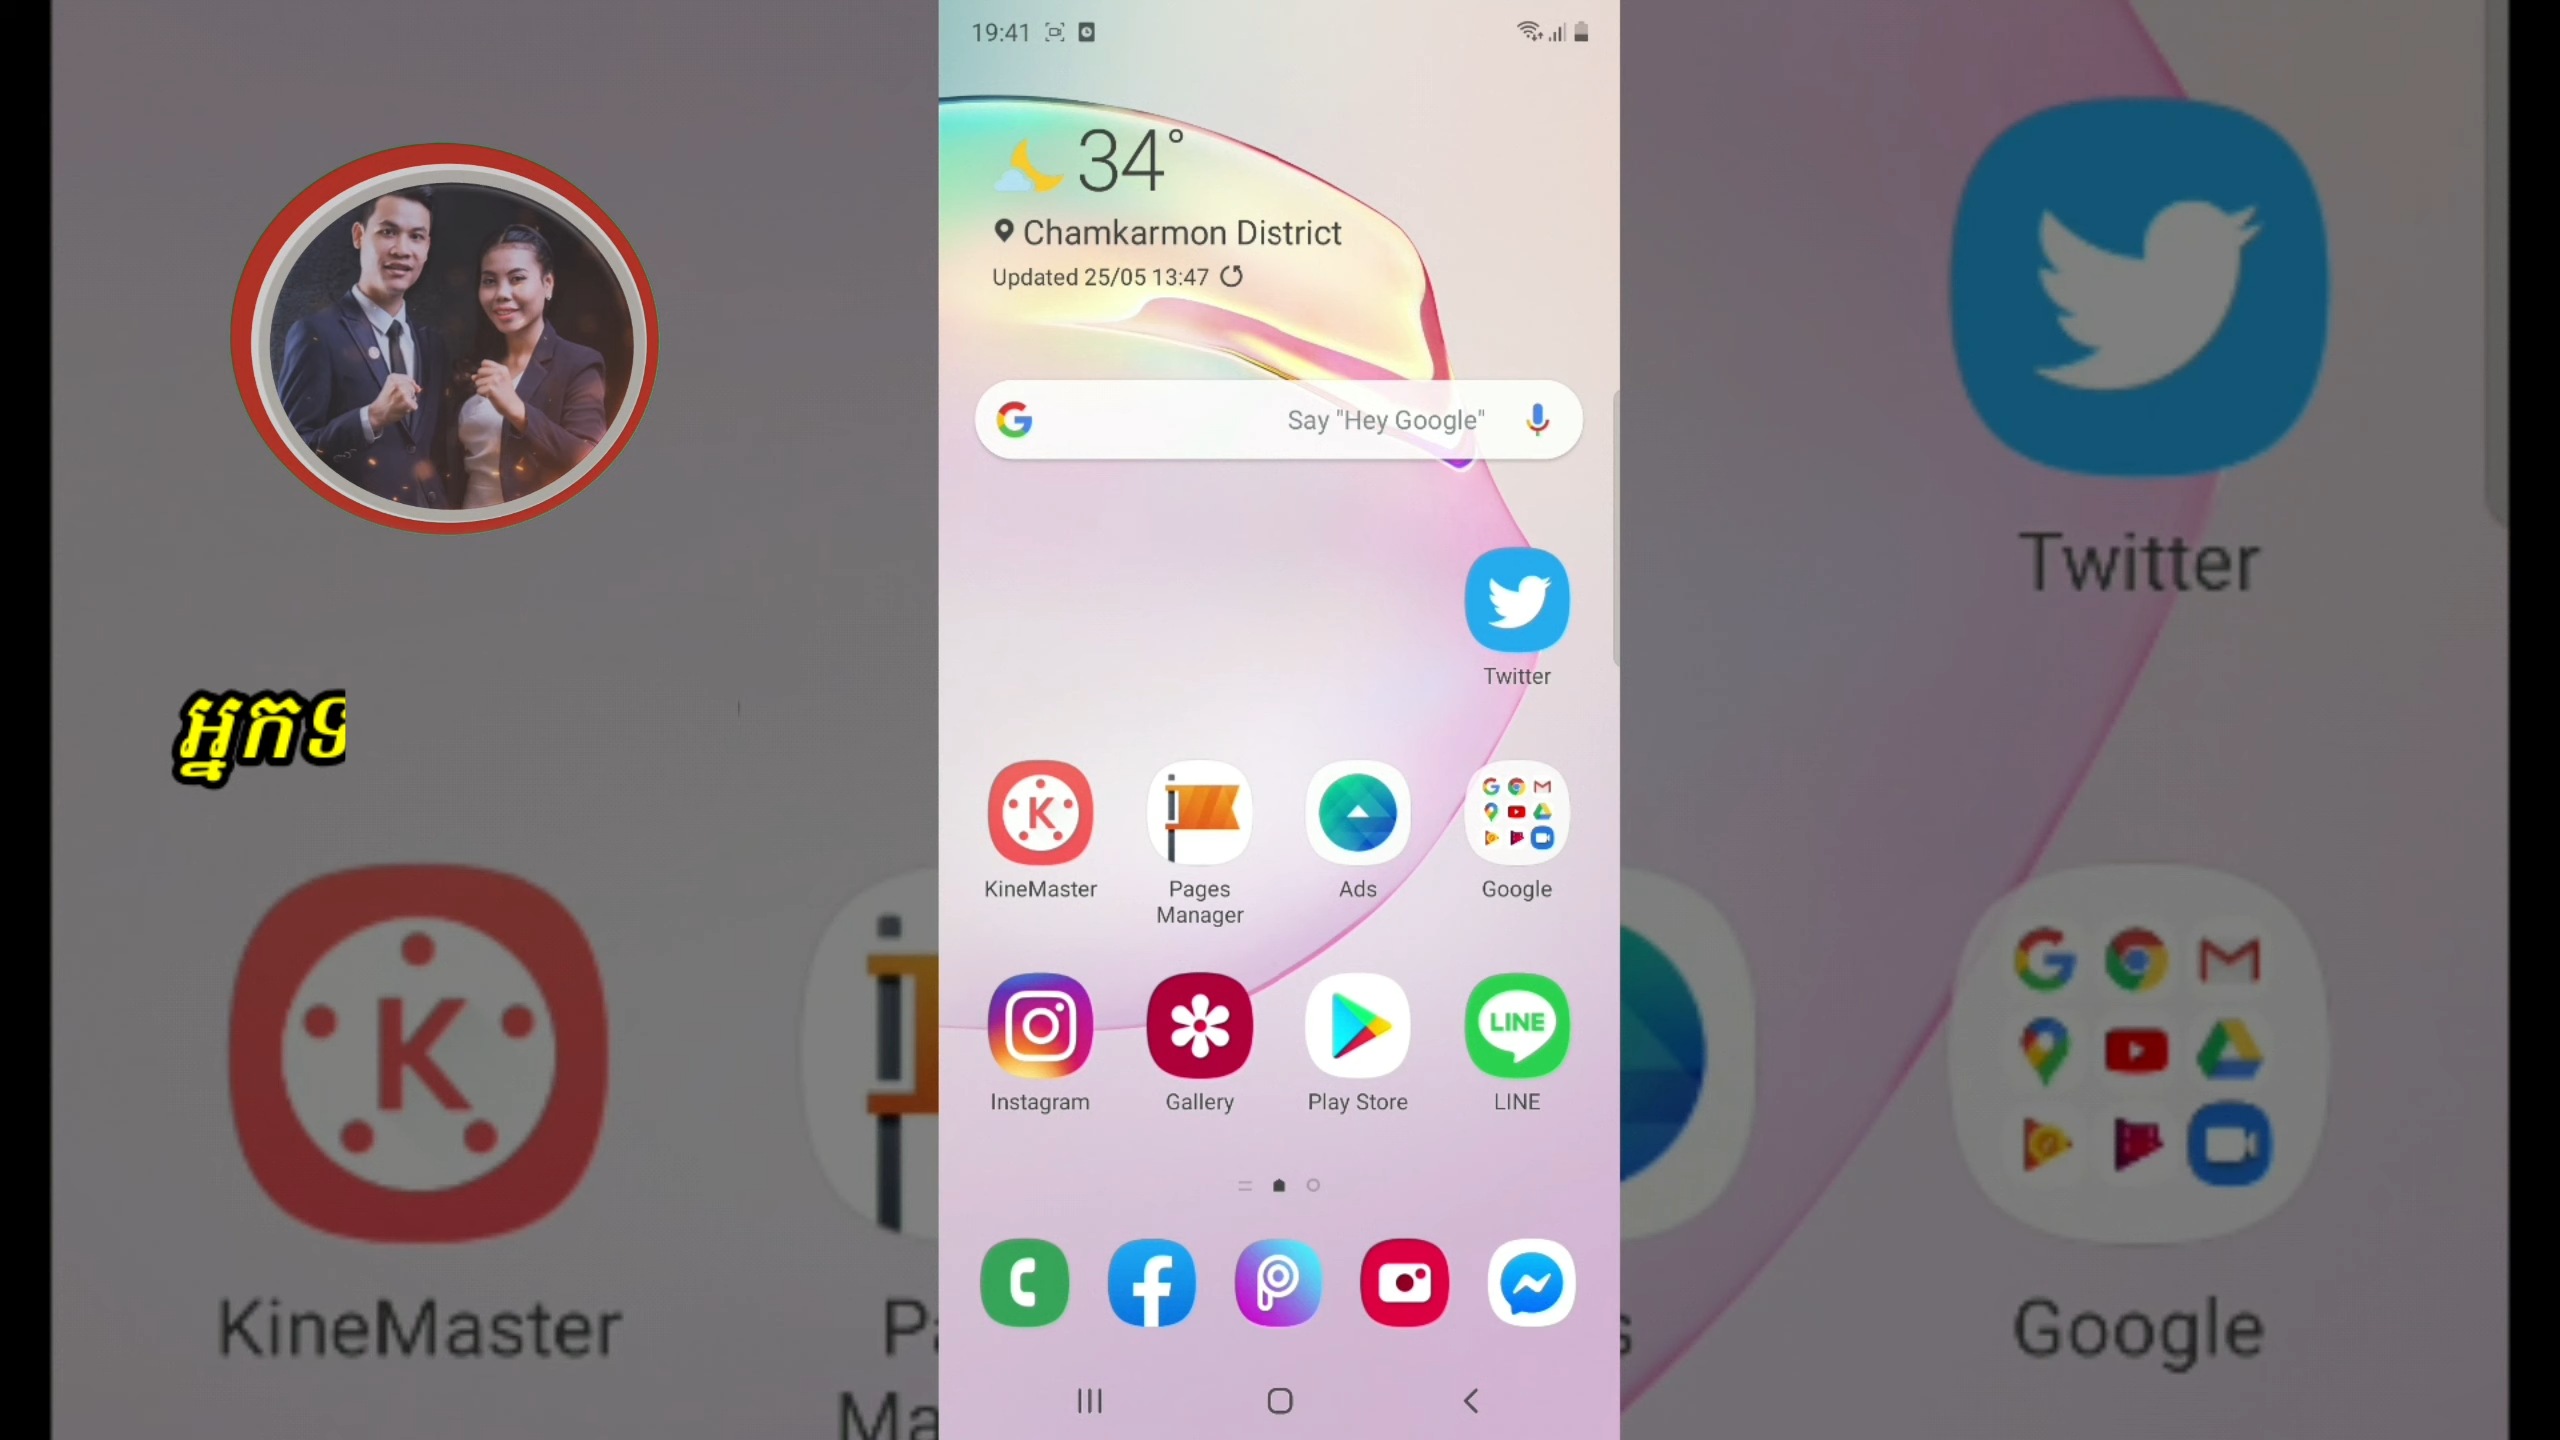 19:41
34°
Chamkarmon District
Updated 25/05 13:47
Say "Hey Google"
Twitter
Twitter
អ្នក
KineMaster
Pages
Manager
Ads
Google
Instagram
Gallery
Play Store
LINE
LINE
KineMaster
Google